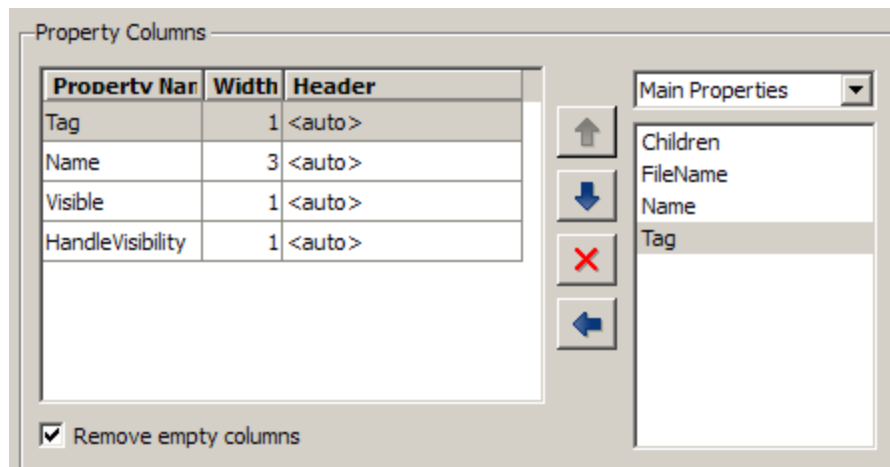 Property Columns
Property Nar Width Header
Tag 1 <auto>
Name 3 <auto>
Visible 1 <auto>
HandleVisibility 1 <auto>
Remove empty columns
Main Properties
Children
FileName
Name
Tag